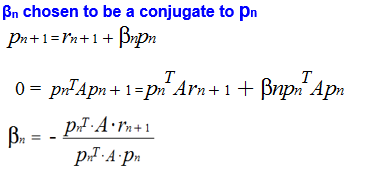 βn chosen to be a conjugate to pn
pn+1=rn+1 + βnpn
0 = pnᵀApn+1=pnᵀArn+1 + βnpnᵀApn
βn = - pnᵀ·A·rn+1
pnᵀ·A·pn